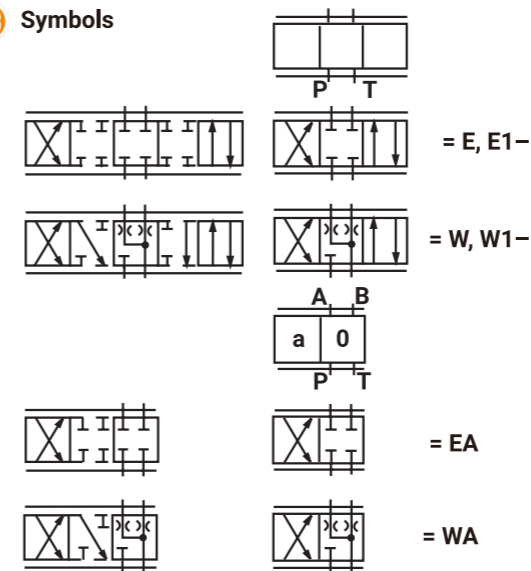 Symbols
P T
= E, E1–
= W, W1–
A B
a 0
P T
= EA
= WA